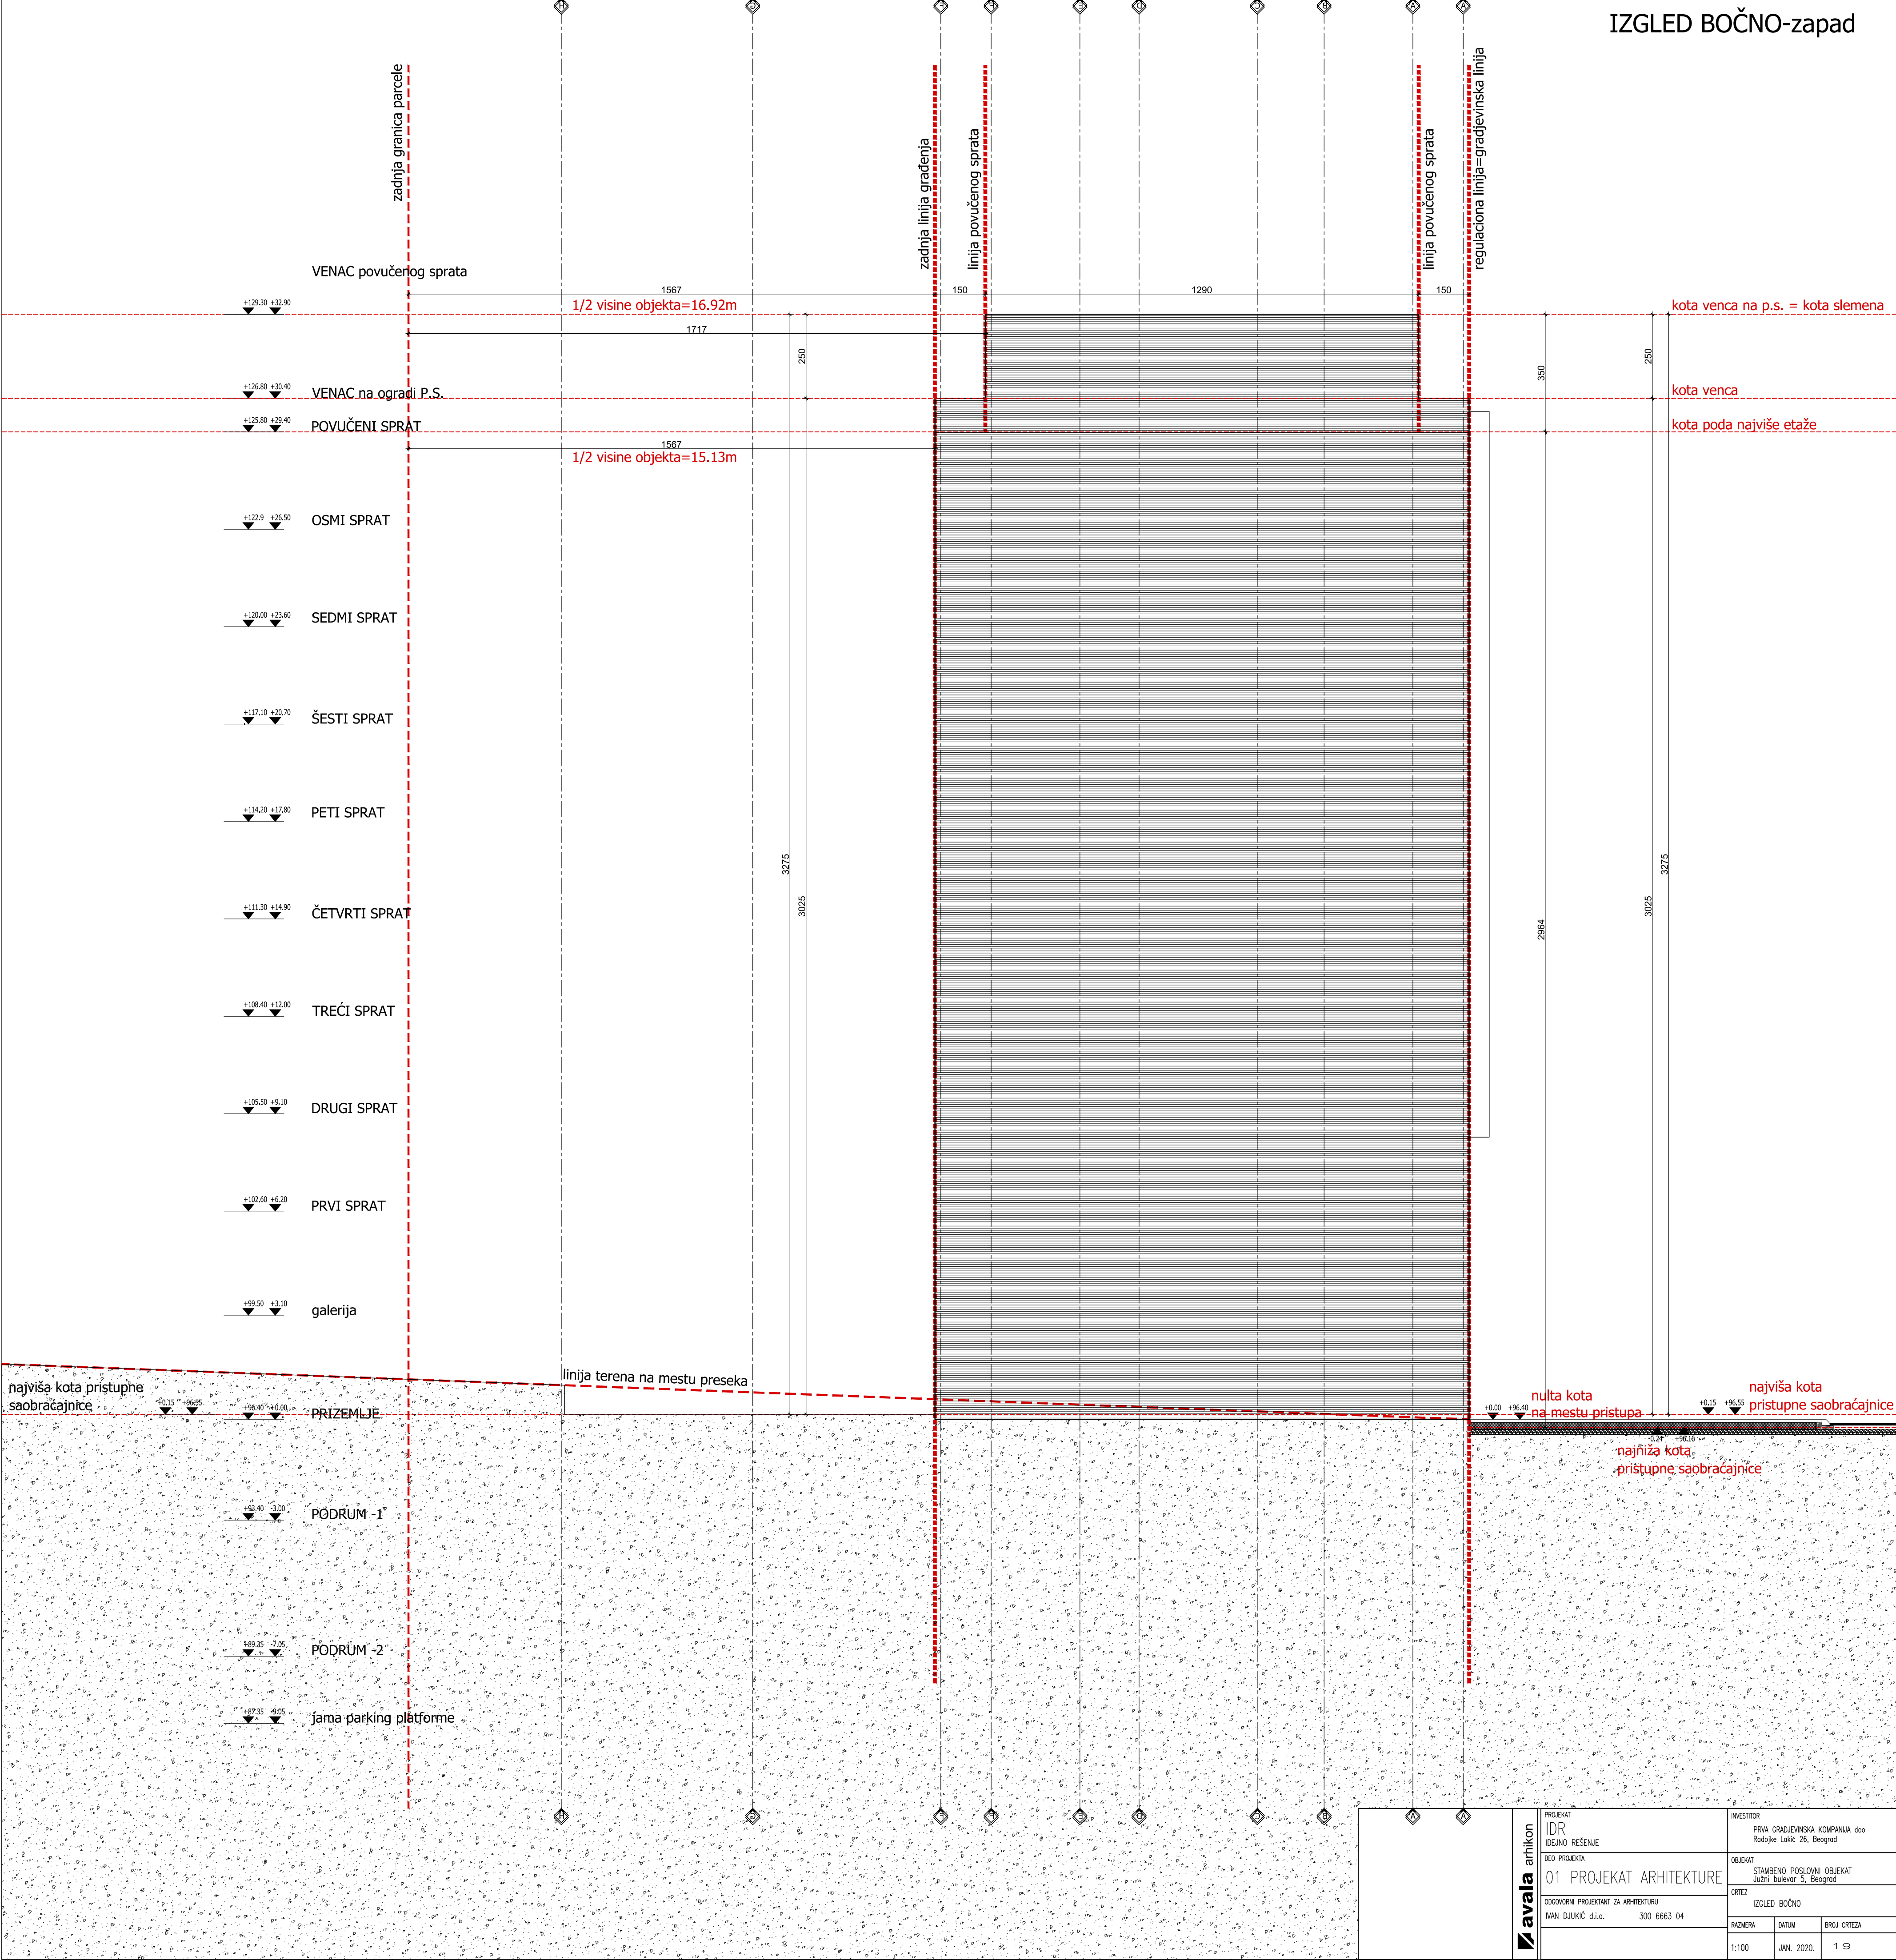 IZGLED BOČNO-zapad
H
G
F
F
E
D
C
B
A
A
zadnja granica parcele
zadnja linija građenja
linija povučenog sprata
linija povučenog sprata
regulaciona linija=gradjevinska linija
VENAC povučenog sprata
1567
150
1290
150
+129.30 +32.90
1/2 visine objekta=16.92m
kota venca na p.s. = kota slemena
1717
250
350
250
+126.80 +30.40
VENAC na ogradi P.S.
kota venca
+125.80 +29.40
POVUČENI SPRAT
kota poda najviše etaže
1567
1/2 visine objekta=15.13m
+122.9 +26.50
OSMI SPRAT
+120.00 +23.60
SEDMI SPRAT
+117.10 +20.70
ŠESTI SPRAT
+114.20 +17.80
PETI SPRAT
3275
3025
2964
3025
3275
+111.30 +14.90
ČETVRTI SPRAT
+108.40 +12.00
TREĆI SPRAT
+105.50 +9.10
DRUGI SPRAT
+102.60 +6.20
PRVI SPRAT
+99.50 +3.10
galerija
linija terena na mestu preseka
najviša kota pristupne
saobraćajnice
+0.15 +96.55
+96.40 +0.00
PRIZEMLJE
+0.00 +96.40
nulta kota
na mestu pristupa
+0.15 +96.55
najviša kota
pristupne saobraćajnice
-0.24 +96.16
najniža kota
pristupne saobraćajnice
+93.40 -3.00
PODRUM -1
+89.35 -7.05
PODRUM -2
+87.35 -9.05
jama parking platforme
H
G
F
F
E
D
C
B
A
A
avala arhikon
PROJEKAT
IDR
IDEJNO REŠENJE
DEO PROJEKTA
01 PROJEKAT ARHITEKTURE
ODGOVORNI PROJEKTANT ZA ARHITEKTURU
IVAN DJUKIĆ d.i.a. 300 6663 04
INVESTITOR
PRVA GRADJEVINSKA KOMPANIJA doo
Radojke Lakić 26, Beograd
OBJEKAT
STAMBENO POSLOVNI OBJEKAT
Južni bulevar 5, Beograd
CRTEZ
IZGLED BOČNO
RAZMERA
1:100
DATUM
JAN. 2020.
BROJ CRTEZA
19